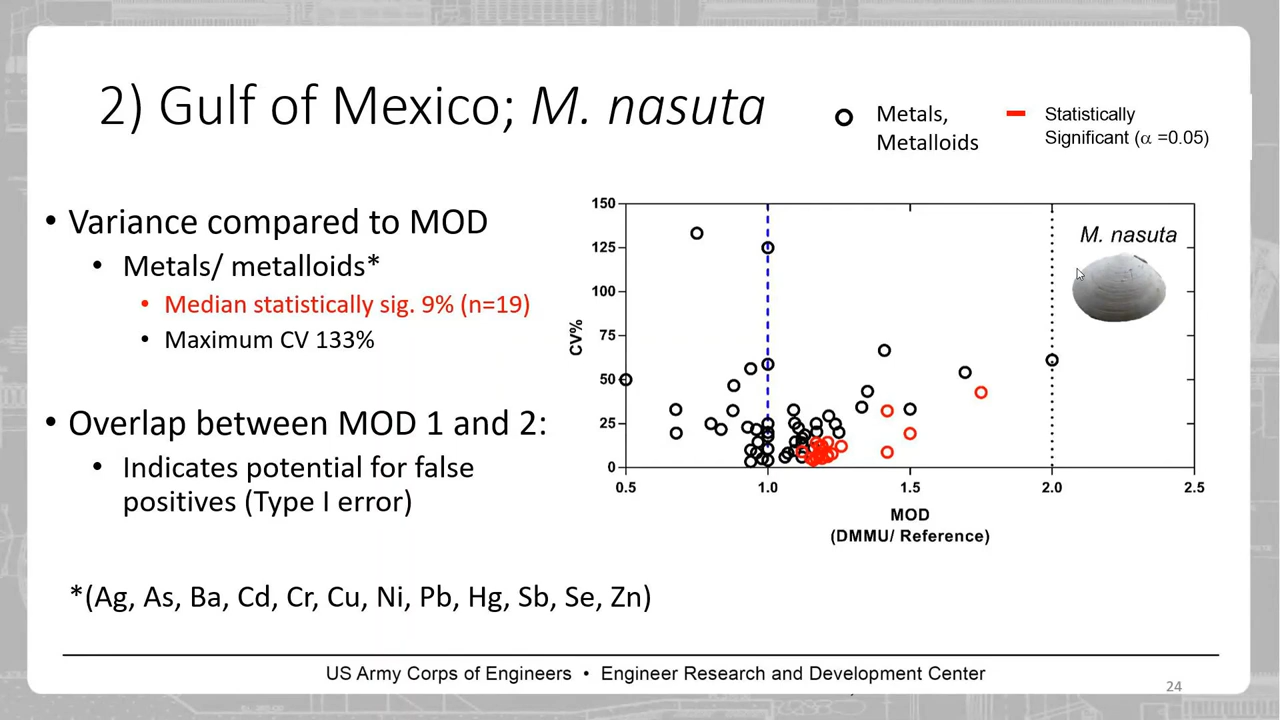 2) Gulf of Mexico; M. nasuta
Metals,
Metalloids
Statistically
Significant (α =0.05)
• Variance compared to MOD
• Metals/ metalloids*
• Median statistically sig. 9% (n=19)
• Maximum CV 133%
• Overlap between MOD 1 and 2:
• Indicates potential for false
positives (Type I error)
*(Ag, As, Ba, Cd, Cr, Cu, Ni, Pb, Hg, Sb, Se, Zn)
M. nasuta
CV%
150
125
100
75
50
25
0
0.5 1.0 1.5 2.0 2.5
MOD
(DMMU/ Reference)
US Army Corps of Engineers • Engineer Research and Development Center
24